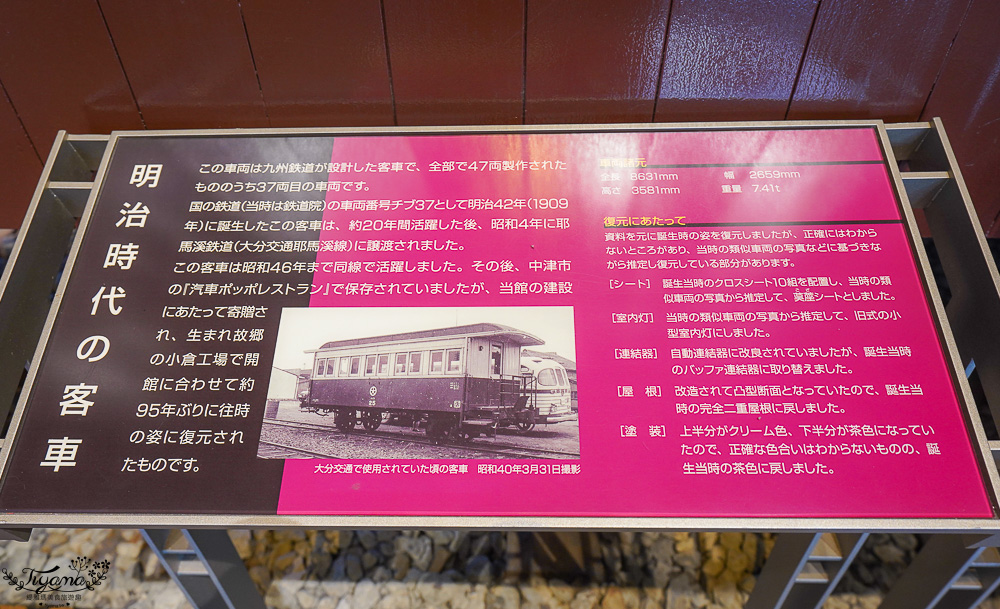 明治時代の客車
この車両は九州鉄道が設計した客車で、全部で47両製作された
もののうち37両目の車両です。
国の鉄道(当時は鉄道院)の車両番号チブ37として明治42年(1909
年)に誕生したこの客車は、約20年間活躍した後、昭和4年に耶
馬溪鉄道(大分交通耶馬溪線)に譲渡されました。
この客車は昭和46年まで同線で活躍しました。その後、中津市
の『汽車ポッポレストラン』で保存されていましたが、当館の建設
にあたって寄贈さ
れ、生まれ故郷
の小倉工場で開
館に合わせて約
95年ぶりに往時
の姿に復元され
たものです。
大分交通で使用されていた頃の客車 昭和40年3月31日撮影
車両諸元
全長 8631mm 幅 2659mm
高さ 3581mm 重量 7.41t
復元にあたって
資料を元に誕生時の姿を復元しましたが、正確にはわから
ないところがあり、当時の類似車両の写真などに基づきな
がら推定し復元している部分があります。
[シート] 誕生当時のクロスシート10組を配置し、当時の類
似車両の写真から推定して、茣座シートとしました。
[室内灯] 当時の類似車両の写真から推定して、旧式の小
型室内灯にしました。
[連結器] 自動連結器に改良されていましたが、誕生当時
のバッファ連結器に取り替えました。
[屋 根] 改造されて凸型断面となっていたので、誕生当
時の完全二重屋根に戻しました。
[塗 装] 上半分がクリーム色、下半分が茶色になってい
たので、正確な色合いはわからないものの、誕
生当時の茶色に戻しました。
Tiyama